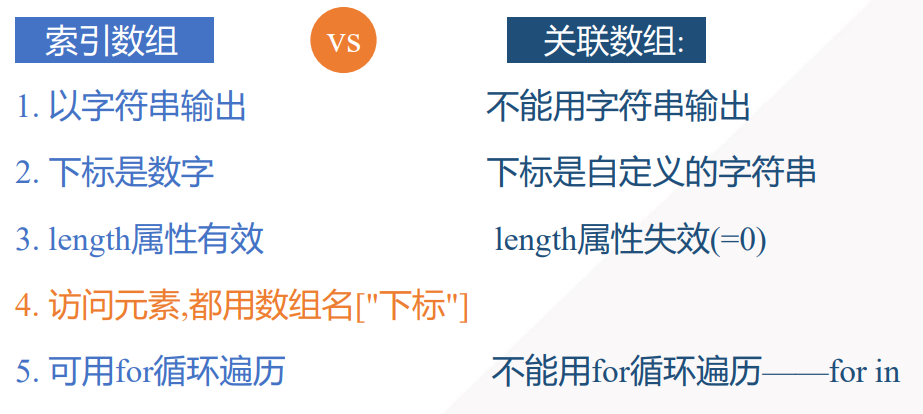 索引数组 vs 关联数组:
1. 以字符串输出 不能用字符串输出
2. 下标是数字 下标是自定义的字符串
3. length属性有效 length属性失效(=0)
4. 访问元素,都用数组名["下标"]
5. 可用for循环遍历 不能用for循环遍历——for in